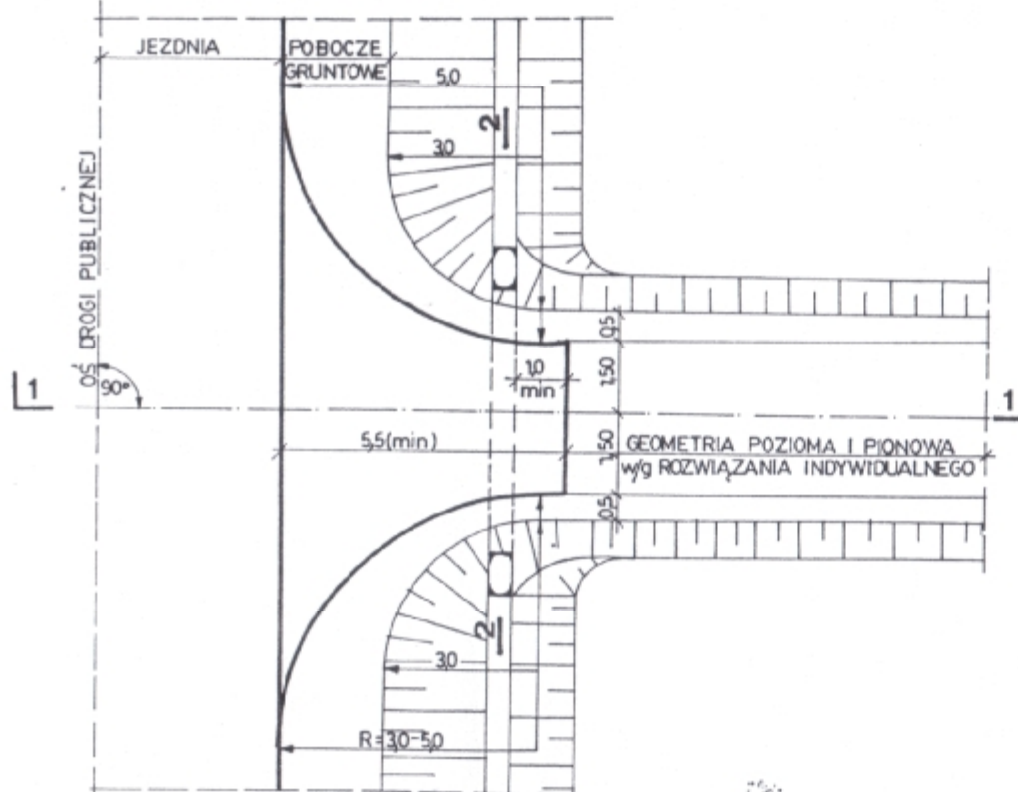 JEZDNIA
POBOCZE
GRUNTOWE
5,0
2
3,0
OŚ DROGI PUBLICZNEJ
90°
1
1
0,5
1,50
1,0
min
5,5(min)
1,50
0,5
GEOMETRIA POZIOMA I PIONOWA
w/g ROZWIĄZANIA INDYWIDUALNEGO
2
3,0
R=3,0-5,0